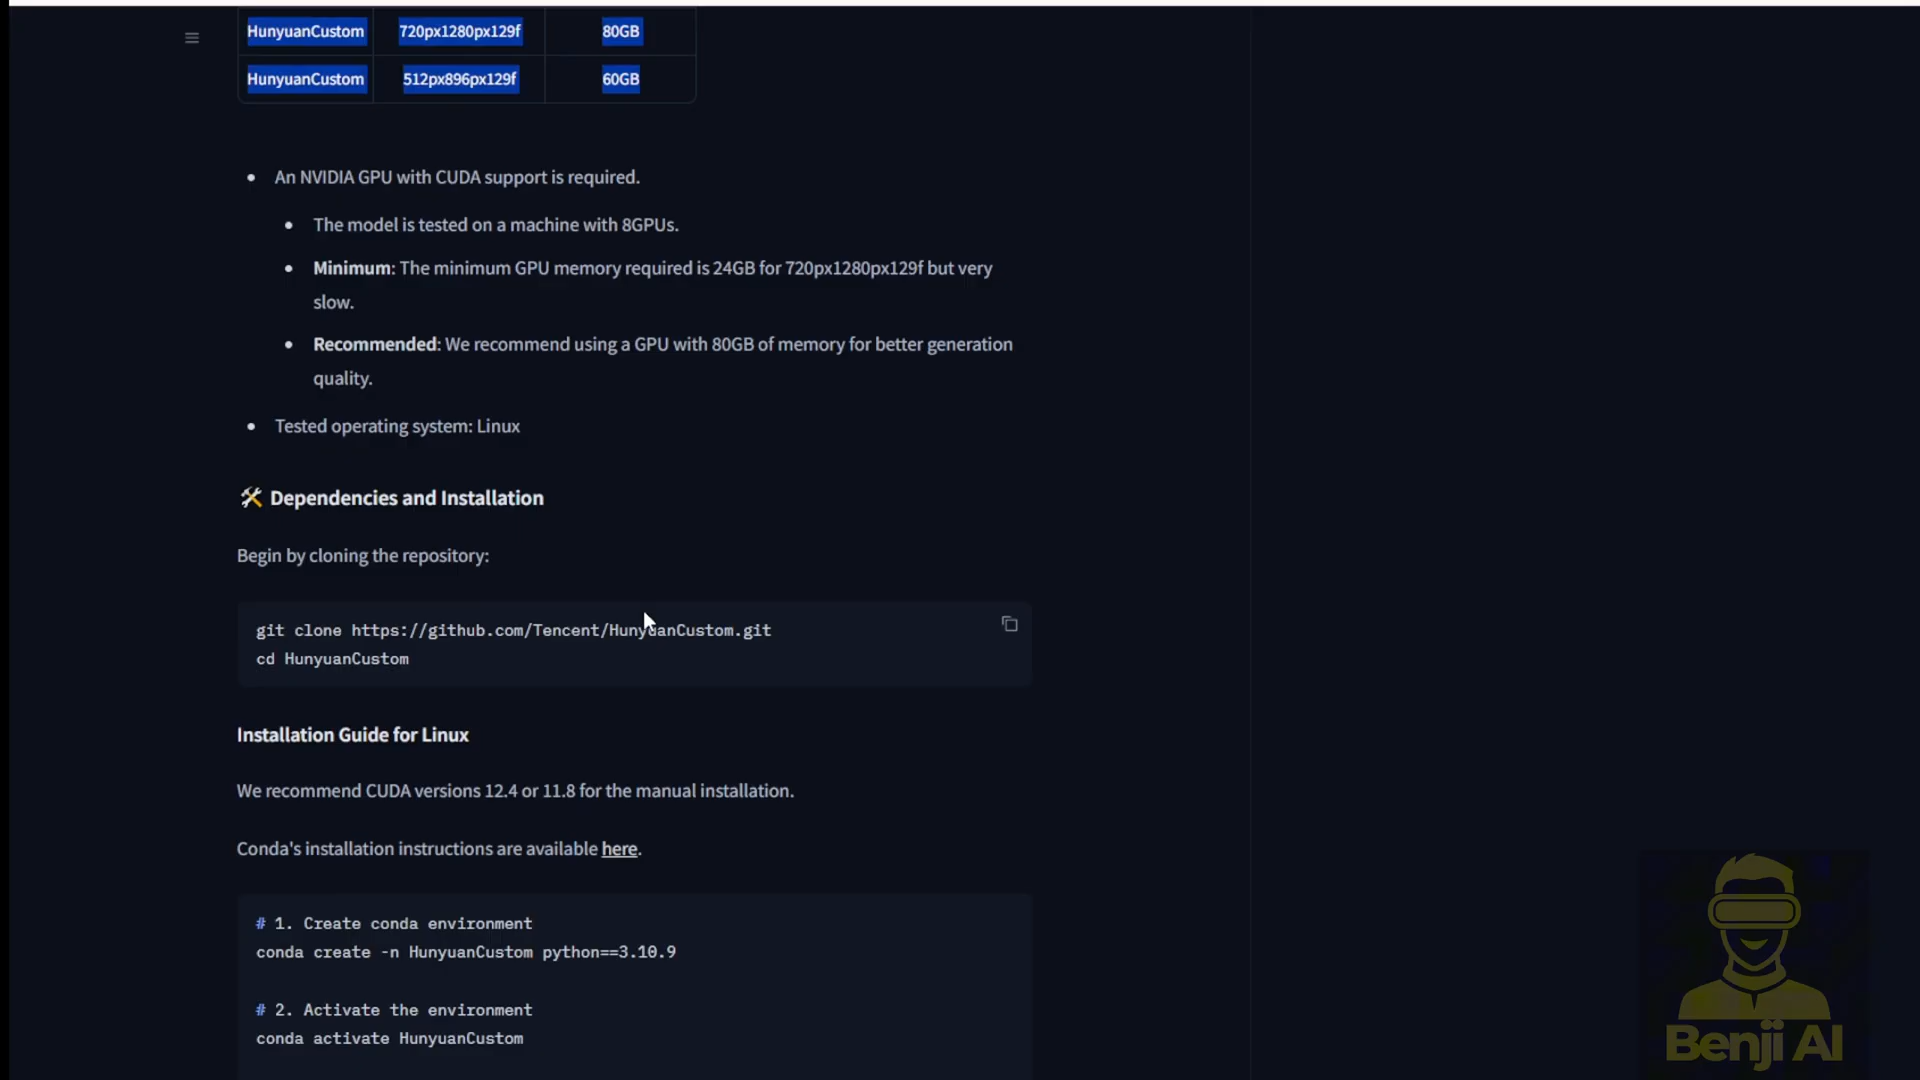 HunyuanCustom 720px1280px129f 80GB
HunyuanCustom 512px896px129f 60GB
An NVIDIA GPU with CUDA support is required.
The model is tested on a machine with 8GPUs.
Minimum: The minimum GPU memory required is 24GB for 720px1280px129f but very
slow.
Recommended: We recommend using a GPU with 80GB of memory for better generation
quality.
Tested operating system: Linux
🛠️ Dependencies and Installation
Begin by cloning the repository:
git clone https://github.com/Tencent/HunyuanCustom.git
cd HunyuanCustom
Installation Guide for Linux
We recommend CUDA versions 12.4 or 11.8 for the manual installation.
Conda's installation instructions are available here.
# 1. Create conda environment
conda create -n HunyuanCustom python==3.10.9
# 2. Activate the environment
conda activate HunyuanCustom
Benji AI